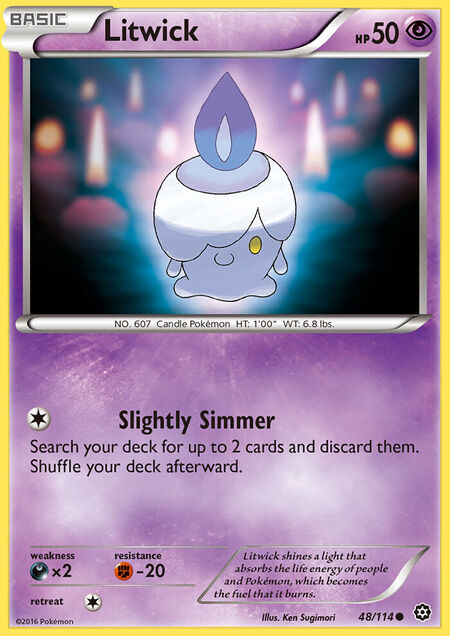 BASIC
Litwick
HP50
NO. 607 Candle Pokémon HT: 1'00" WT: 6.8 lbs.
Slightly Simmer
Search your deck for up to 2 cards and discard them.
Shuffle your deck afterward.
weakness
×2
resistance
-20
retreat
Litwick shines a light that
absorbs the life energy of people
and Pokémon, which becomes
the fuel that it burns.
©2016 Pokémon
Illus. Ken Sugimori
48/114